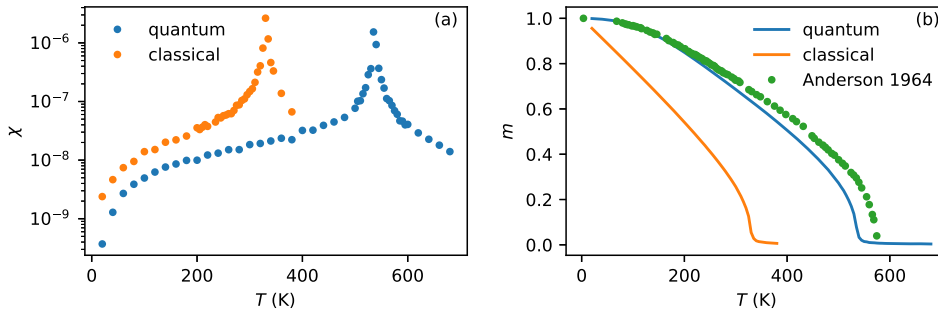 (a)
quantum
classical
10⁻⁶
10⁻⁷
10⁻⁸
10⁻⁹
χ
0 200 400 600
T (K)
(b)
quantum
classical
Anderson 1964
1.0
0.8
0.6
0.4
0.2
0.0
m
0 200 400 600
T (K)